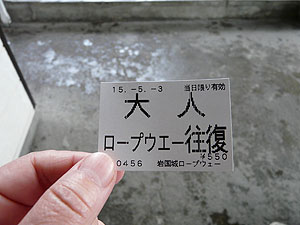 15.-5.-3 当日限り有効
大人
ロープウエー往復
¥550
0456 岩国城ロープウェー